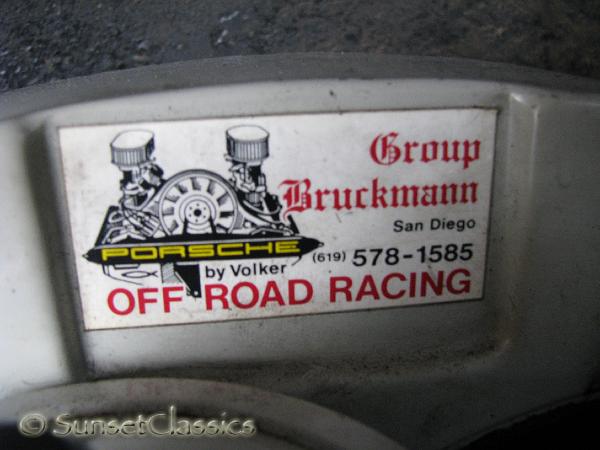 Group
Bruckmann
San Diego
PORSCHE
(619) 578-1585
by Volker
OFF ROAD RACING
© SunsetClassics